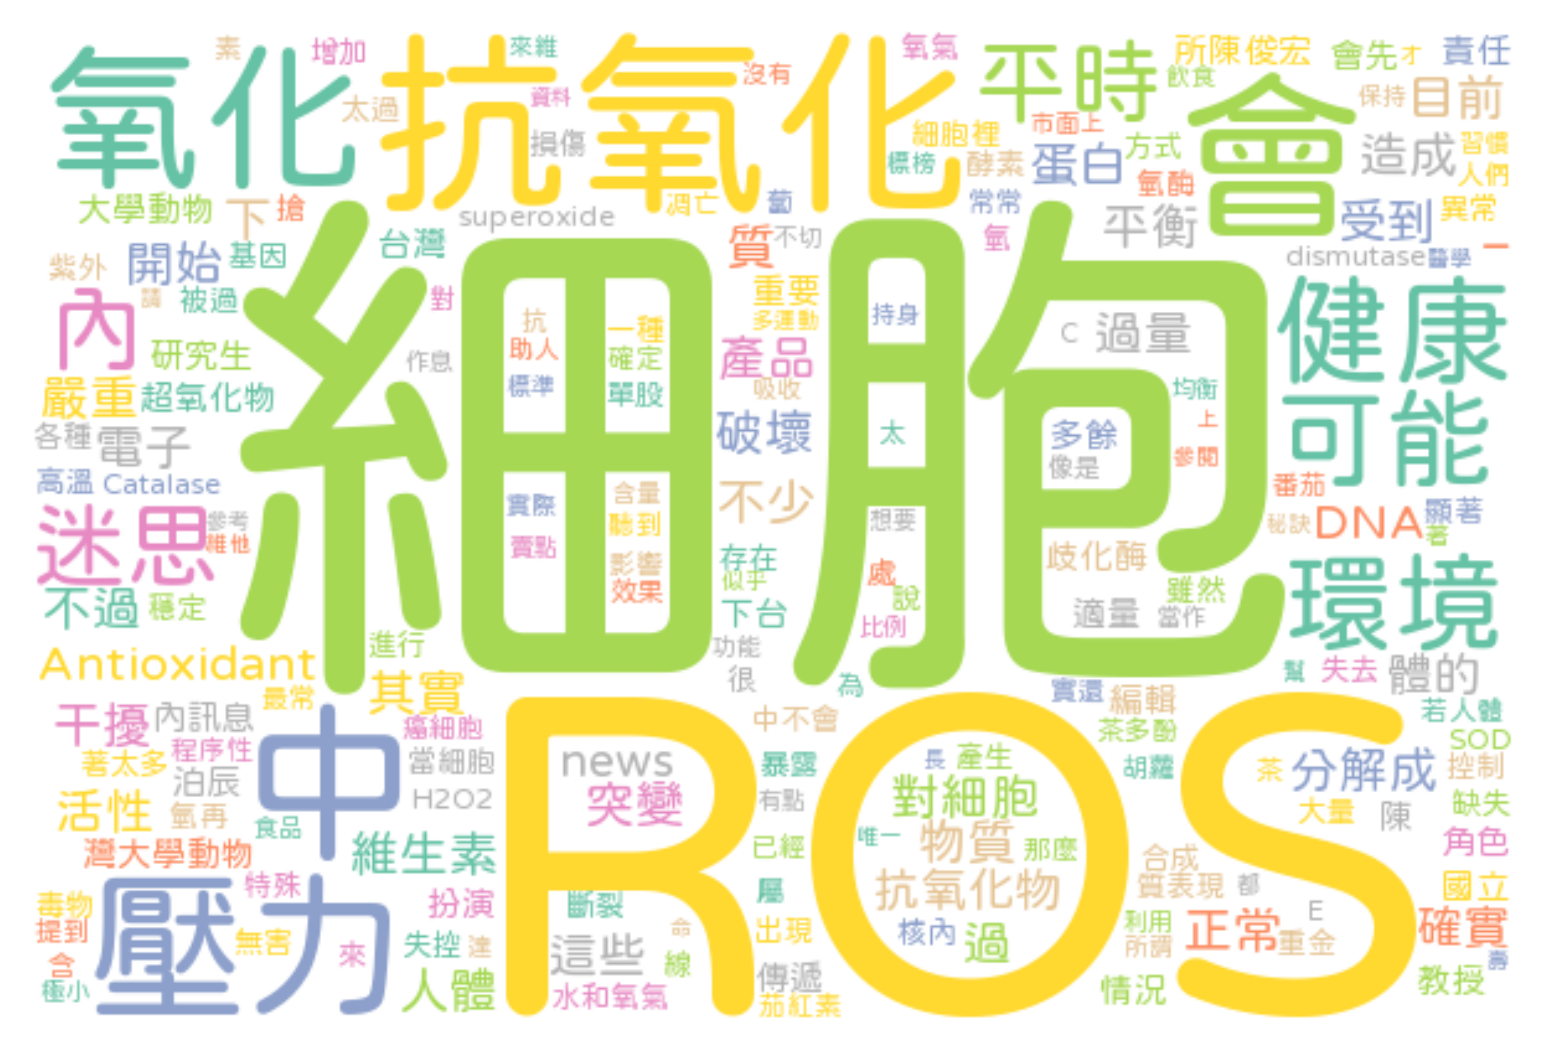 素 增加 來維 氧氣 所陳俊宏 會先 才 責任
氧化 抗氧化 平時 會
太過 資料 沒有 飲食 保持 目前
損傷 細胞裡 市面上 方式 造成 習慣
標榜 酵素 蛋白 氫酶 人們
大學動物 下 搶 superoxide 凋亡 常常 平衡 受到 異常
台灣 質 不切 氫 dismutase 醫學 一
紫外 開始 基因
細胞
被過 對 重要 持身 健康
內 抗 一種 多運動 C 過量
研究生 作息 助人 確定 產品
嚴重 超氧化物 標準 單股 吸收 均衡 可能
各種 電子 破壞 太 多餘 上
高溫 Catalase 像是 參閱
迷思 參考 實際 含量 不少 想要 番茄
維他 聽到 秘訣 DNA 顯著 著
賣點 影響 存在 歧化酶 環境
不過 穩定 效果 似乎 處 說 雖然
下台 比例 適量 當作
Antioxidant 進行 功能 失去 體的
最常 其實 很 為 實還 編輯 幫
干擾 內訊息 癌細胞 中不會 茶多酚 若人體
ROS
著太多 程序性 中 當細胞 news 暴露 長 產生 胡蘿 茶 分解成 SOD 控制
活性 泊辰 H2O2 突變 有點 對細胞 大量 陳 缺失
氫再 食品
灣大學動物 維生素 已經 唯一 物質 那麼 合成 角色
特殊 抗氧化物 質表現 都
毒物 壓力 扮演 斷裂 屬 國立
提到 無害 出現 核內 過 利用 正常 E 確實
含 來 失控 這些 命 所謂 重金
極小 人體 線 傳遞 情況 教授 壽
水和氧氣 茄紅素